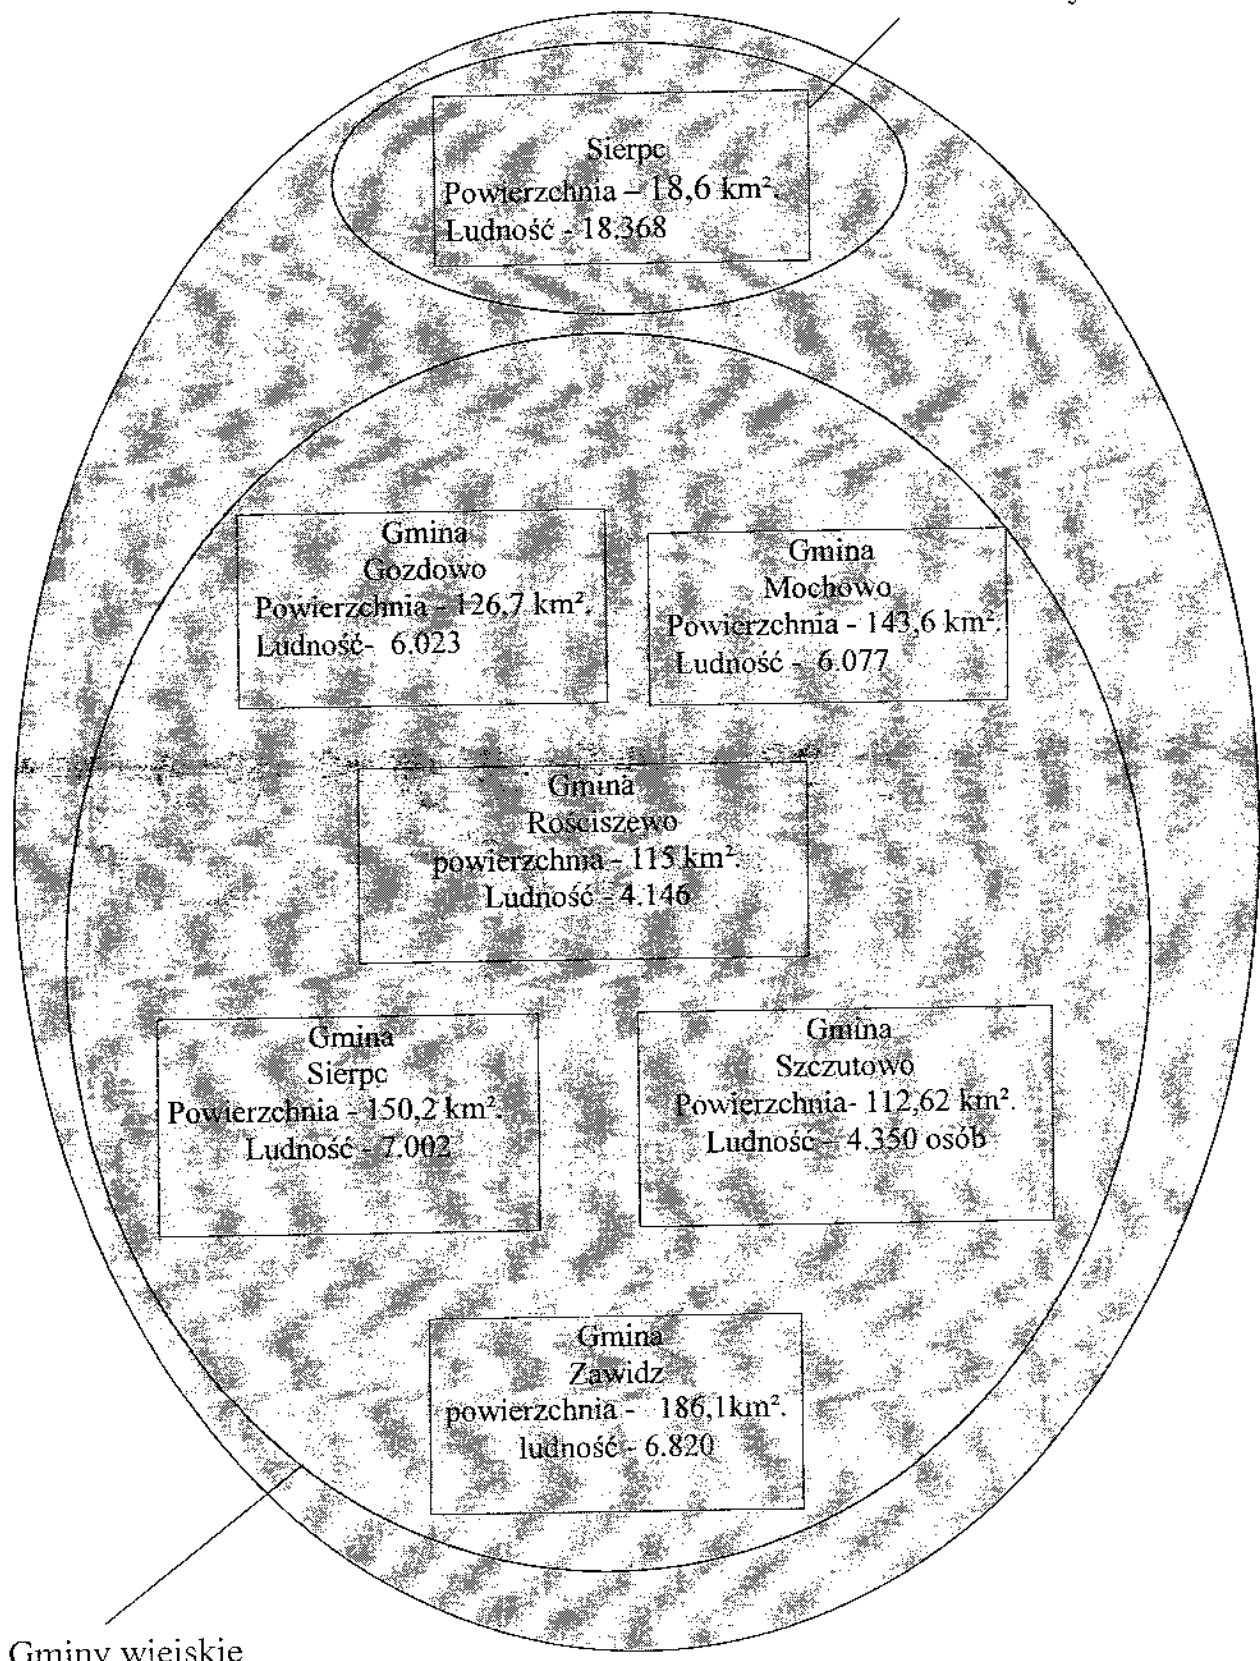 Sierpc
Powierzchnia – 18,6 km².
Ludność - 18.368
Gmina
Gozdowo
Powierzchnia - 126,7 km².
Ludność- 6.023
Gmina
Mochowo
Powierzchnia - 143,6 km².
Ludność - 6.077
Gmina
Rościszewo
powierzchnia - 115 km².
Ludność - 4.146
Gmina
Sierpc
Powierzchnia - 150,2 km².
Ludność - 7.002
Gmina
Szczutowo
Powierzchnia- 112,62 km².
Ludność – 4.350 osób
Gmina
Zawidz
powierzchnia - 186,1km².
ludność - 6.820
Gminy wiejskie